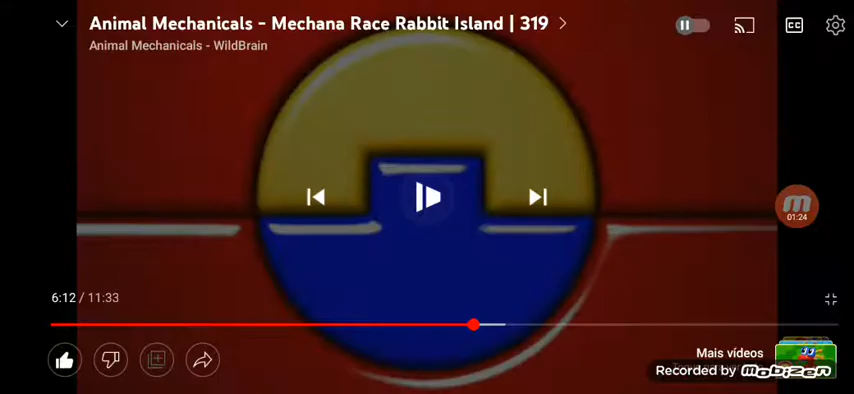 Animal Mechanicals - Mechana Race Rabbit Island | 319
Animal Mechanicals - WildBrain
CC
M
01:24
6:12 / 11:33
Mais vídeos
Recorded by mobizen